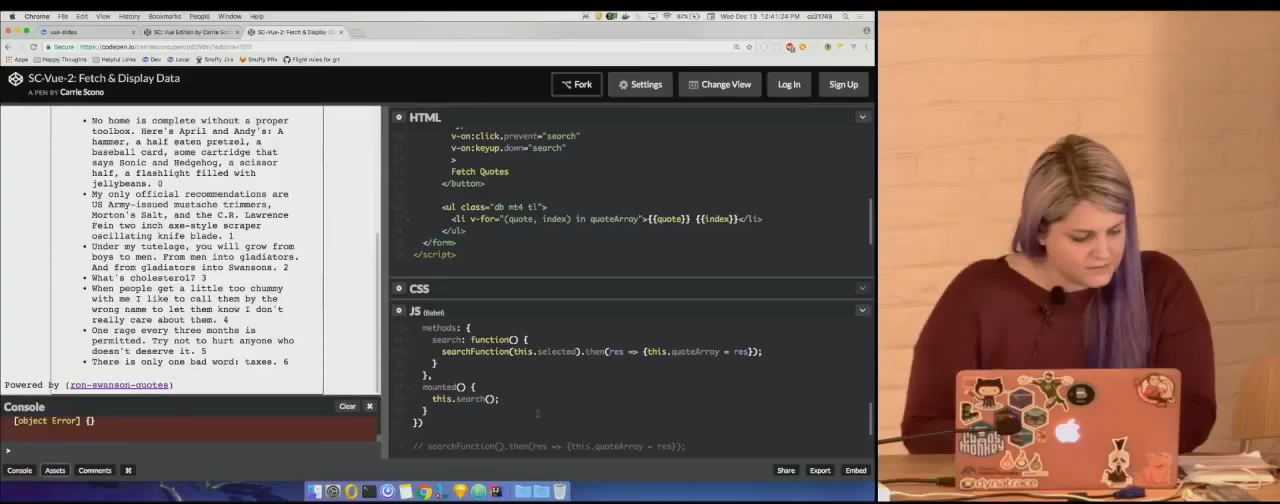 Chrome File Edit View History Bookmarks People Window Help
Wed Dec 13 12:41:24 PM cs21749
vue-slides
SC: Vue Edition by Carrie Sc
SC-Vue-2: Fetch & Display D
Secure
Apps Happy Thoughts Helpful Links Dev Local Snuffy Jira Snuffy PRs Flight rules for git
SC-Vue-2: Fetch & Display Data
A PEN BY Carrie Scono
Fork
Settings
Change View
Log In
Sign Up
No home is complete without a proper
toolbox. Here's April and Andy's: A
hammer, a half eaten pretzel, a
baseball card, some cartridge that
says Sonic and Hedgehog, a scissor
half, a flashlight filled with
jellybeans. 0
My only official recommendations are
US Army-issued mustache trimmers,
Morton's Salt, and the C.R. Lawrence
Fein two inch axe-style scraper
oscillating knife blade. 1
Under my tutelage, you will grow from
boys to men. From men into gladiators.
And from gladiators into Swansons. 2
What's cholesterol? 3
When people get a little too chummy
with me I like to call them by the
wrong name to let them know I don't
really care about them. 4
One rage every three months is
permitted. Try not to hurt anyone who
doesn't deserve it. 5
There is only one bad word: taxes. 6
Powered by (ron-swanson-quotes)
Console
Clear
[object Error] {}
>
HTML
v-on:click.prevent="search"
v-on:keyup.down="search"
>
Fetch Quotes
</button>
<ul class="db mt4 tl">
<li v-for="(quote, index) in quoteArray">{{quote}} {{index}}</li>
</ul>
</form>
</script>
CSS
JS (Babel)
methods: {
search: function() {
searchFunction(this.selected).then(res => {this.quoteArray = res});
}
},
mounted() {
this.search();
}
})
// searchFunction().then(res => {this.quoteArray = res});
Console
Assets
Comments
⌘
Share
Export
Embed
dynatrace